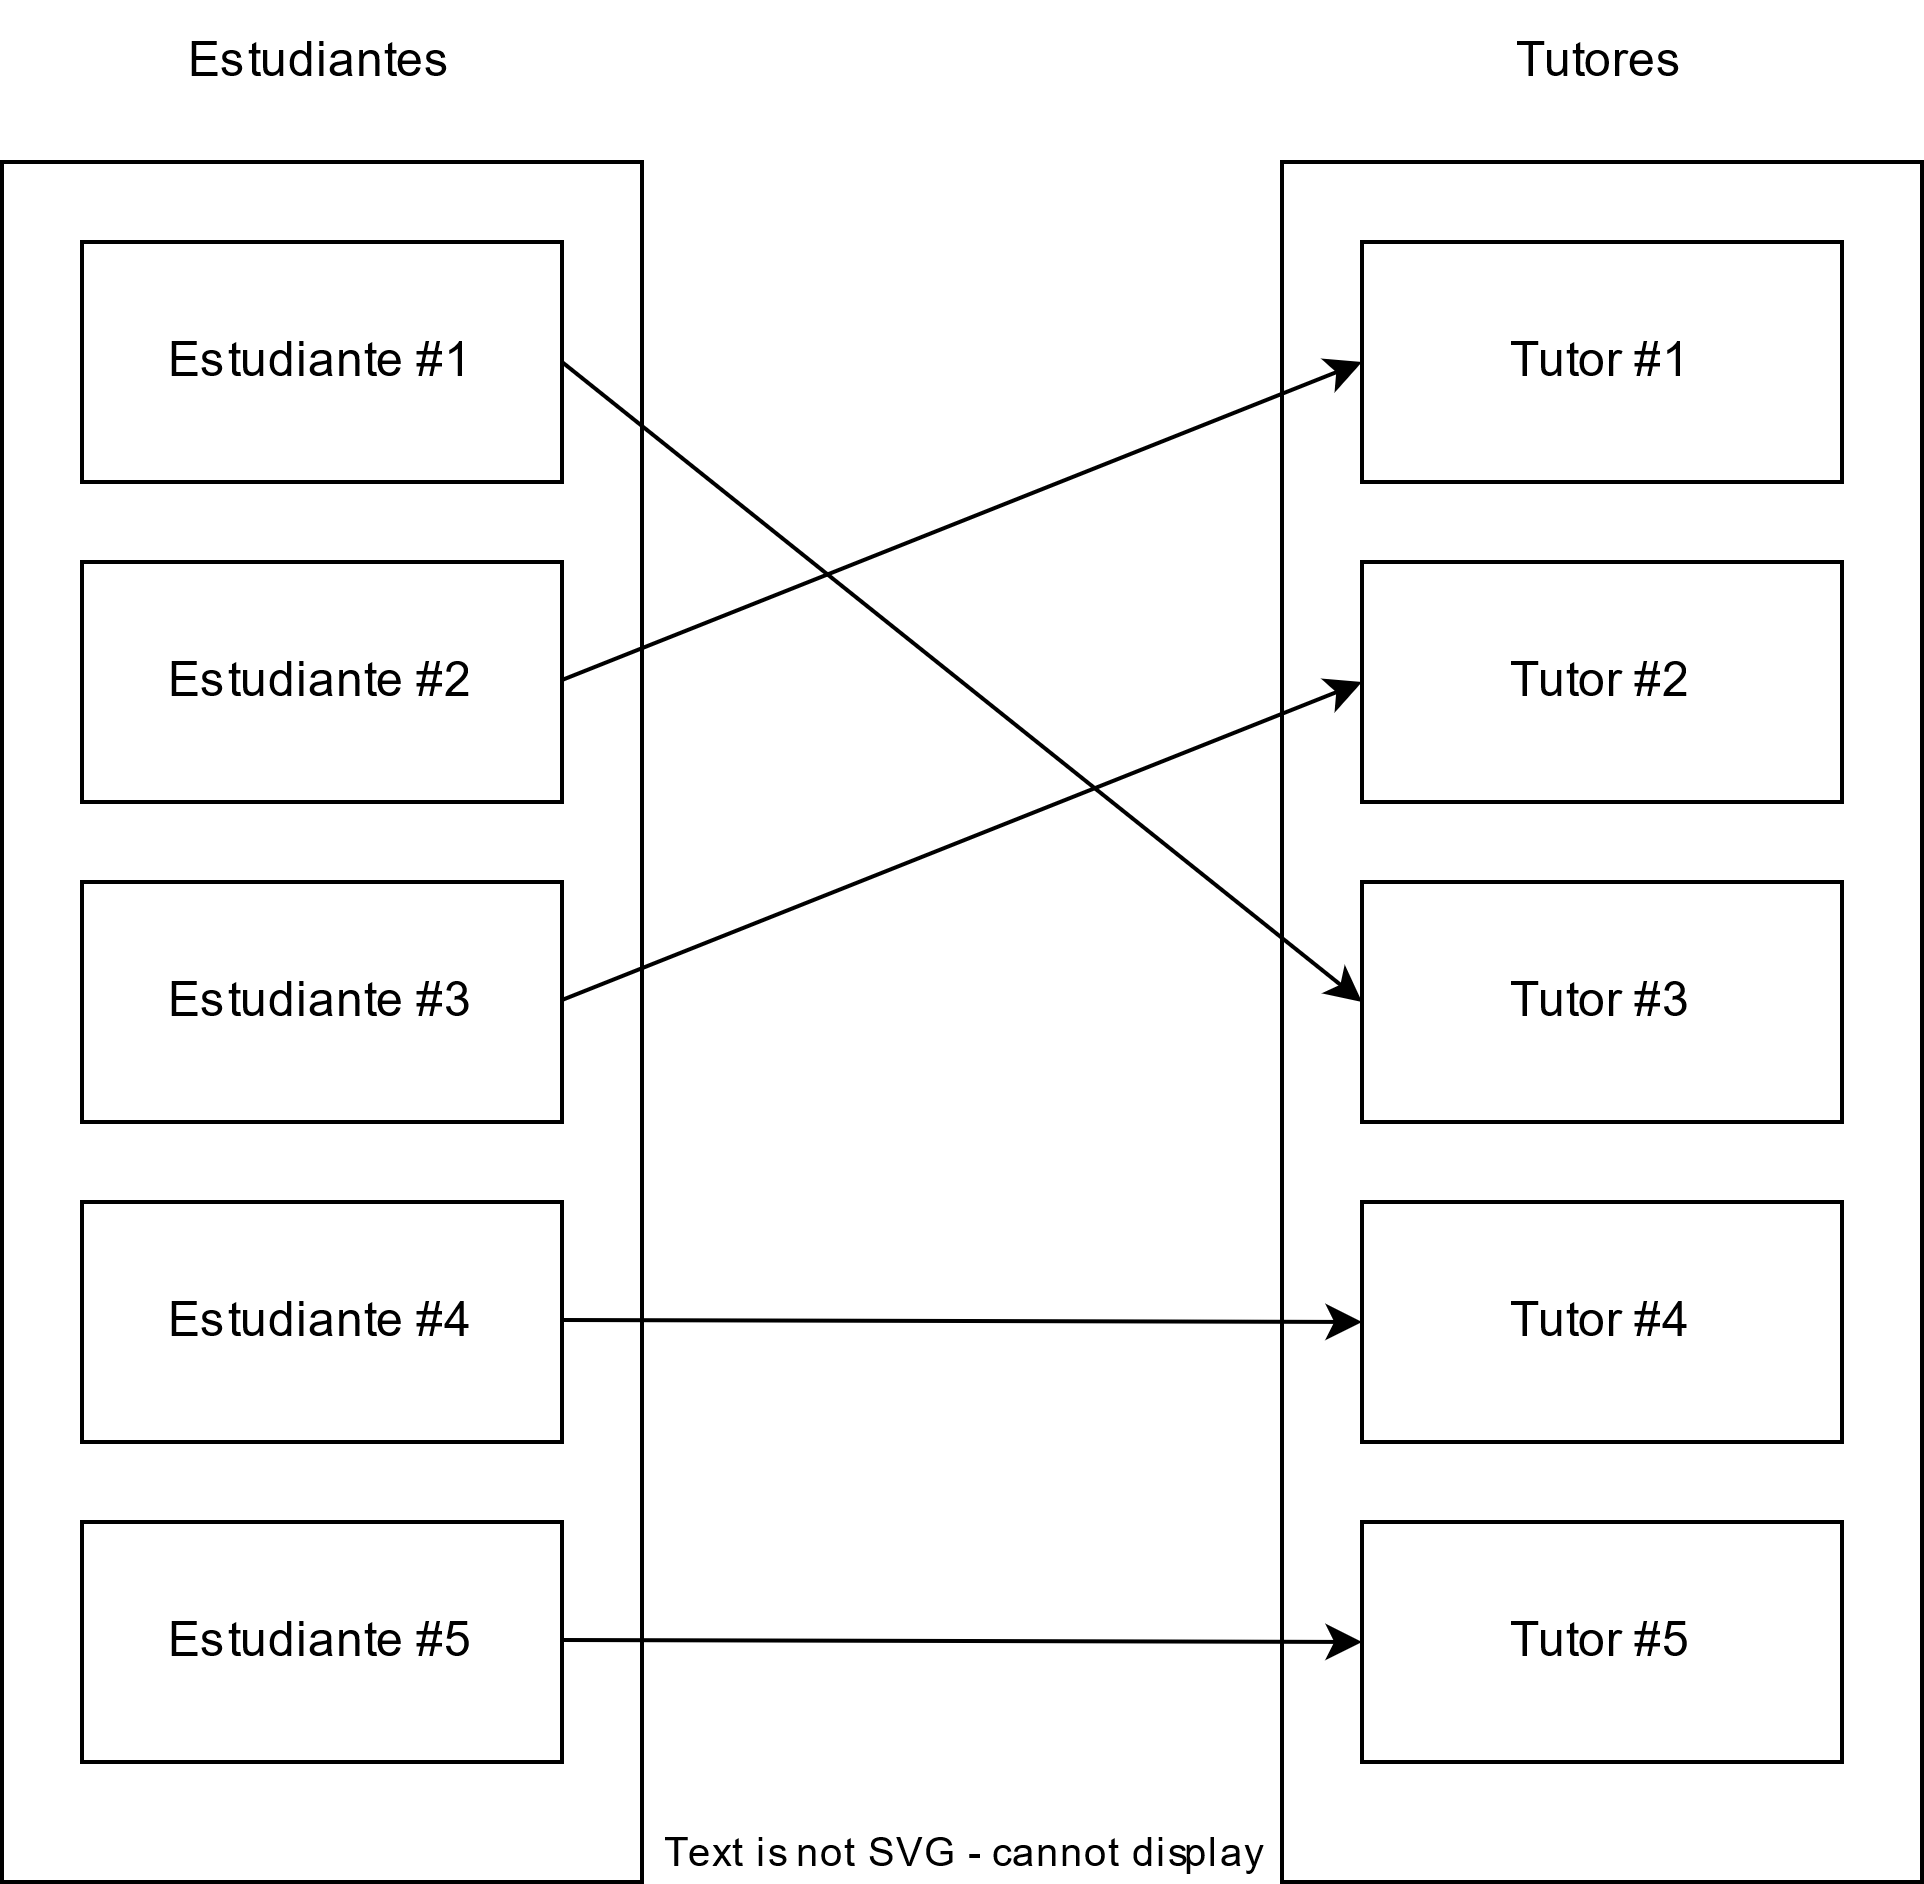 Estudiantes
Tutores
Estudiante #1
Tutor #1
Estudiante #2
Tutor #2
Estudiante #3
Tutor #3
Estudiante #4
Tutor #4
Estudiante #5
Tutor #5
Text is not SVG - cannot display